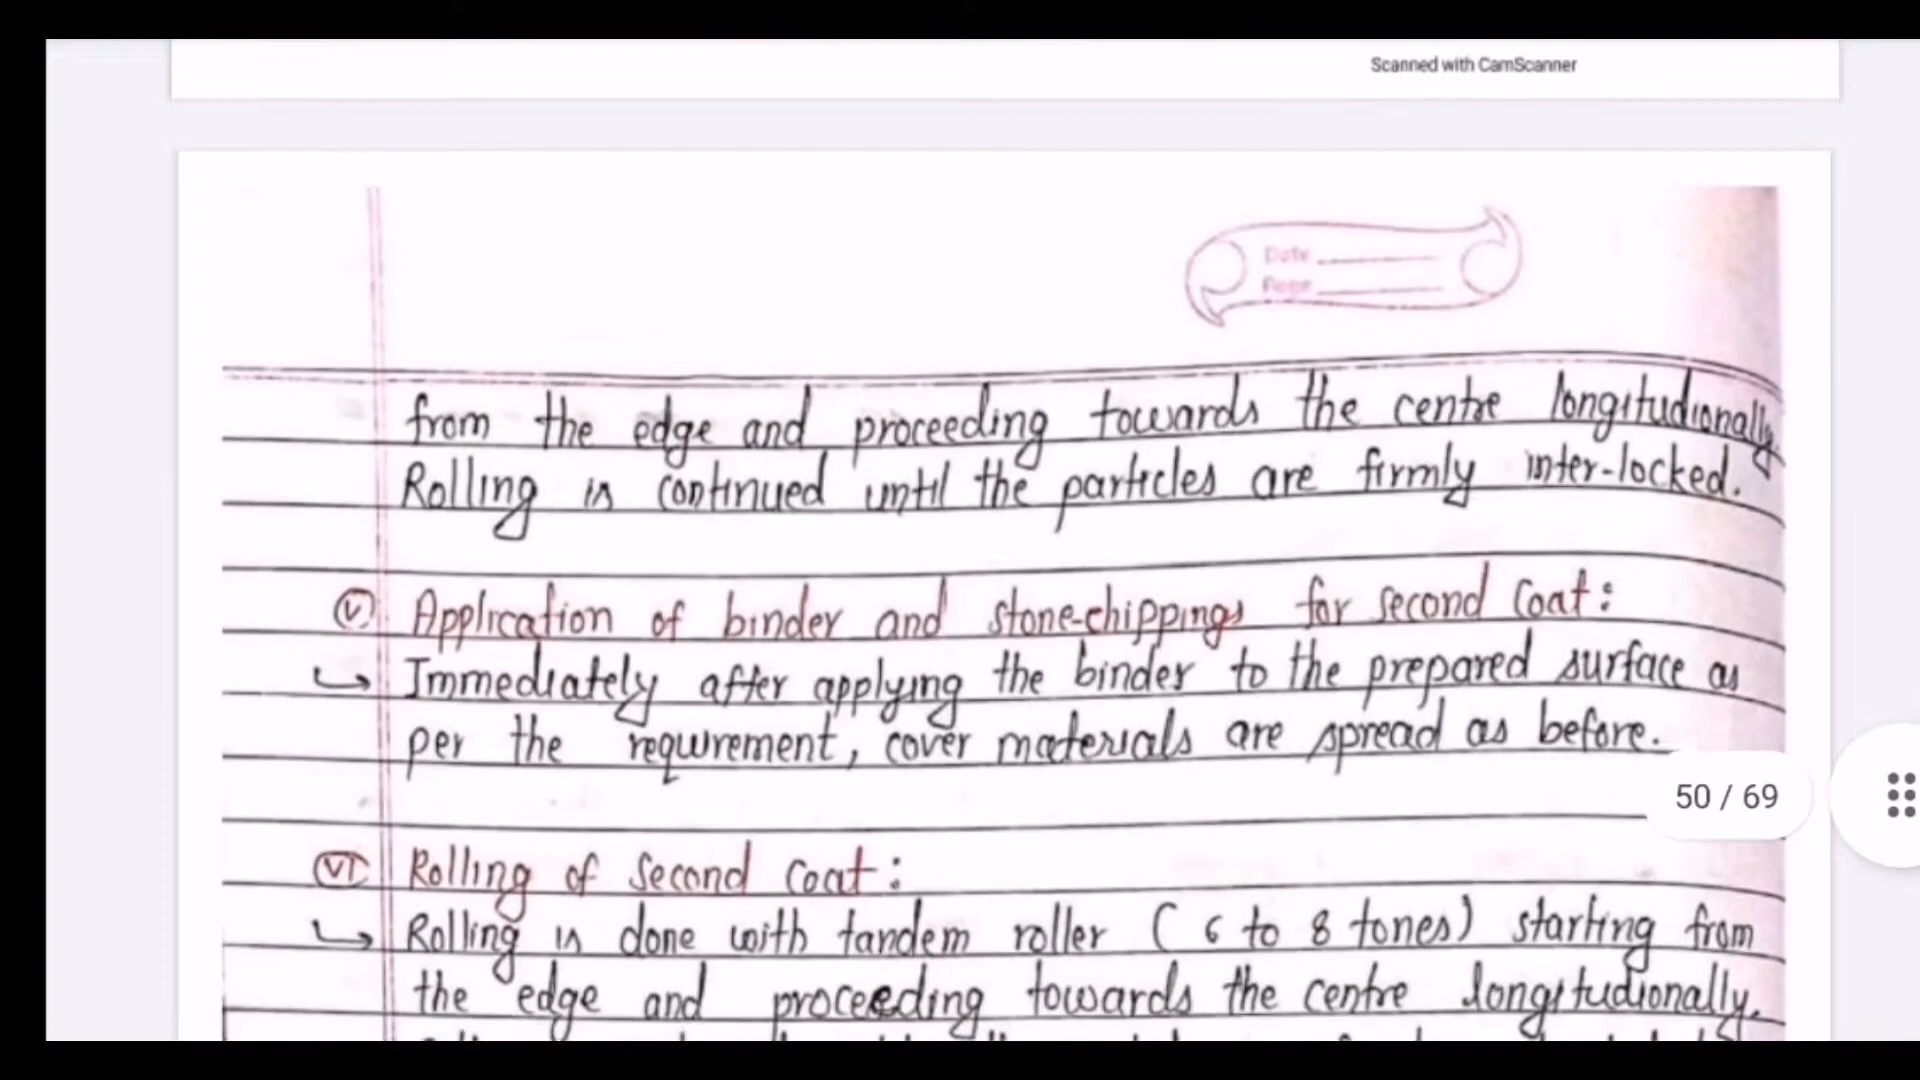 Scanned with CamScanner
Date
Page
from the edge and proceeding towards the centre longitudionally.
Rolling is continued until the particles are firmly inter-locked.
(V) Application of binder and stone-chippings for second Coat:
↳ Immediately after applying the binder to the prepared surface as
per the requirement, cover materials are spread as before.
50 / 69
(VI) Rolling of Second Coat:
↳ Rolling is done with tandem roller (6 to 8 tones) starting from
the edge and proceeding towards the centre longitudionally.